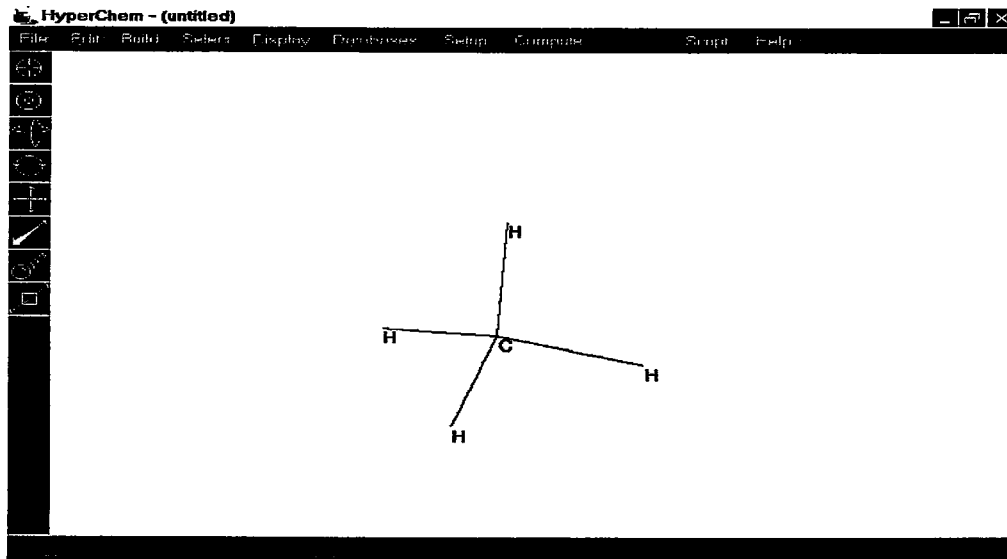 HyperChem - (untitled)
File Edit Build Select Display Databases Setup Compute Script Help
H
H
C
H
H